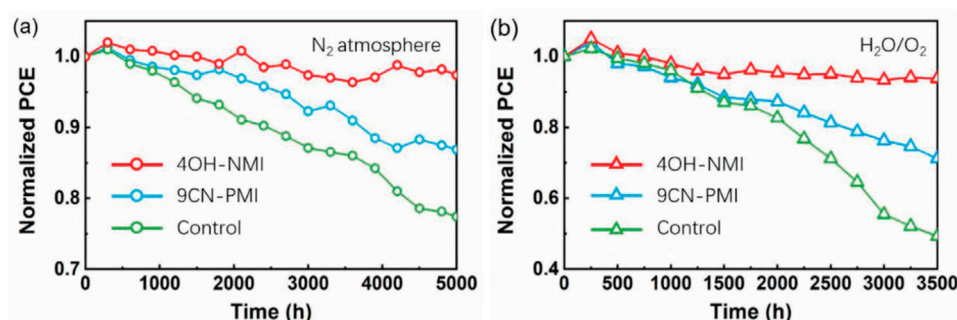 (a)
N₂ atmosphere
Normalized PCE
1.0
0.9
0.8
0.7
4OH-NMI
9CN-PMI
Control
0 1000 2000 3000 4000 5000
Time (h)
(b)
H₂O/O₂
Normalized PCE
1.0
0.8
0.6
0.4
4OH-NMI
9CN-PMI
Control
0 500 1000 1500 2000 2500 3000 3500
Time (h)